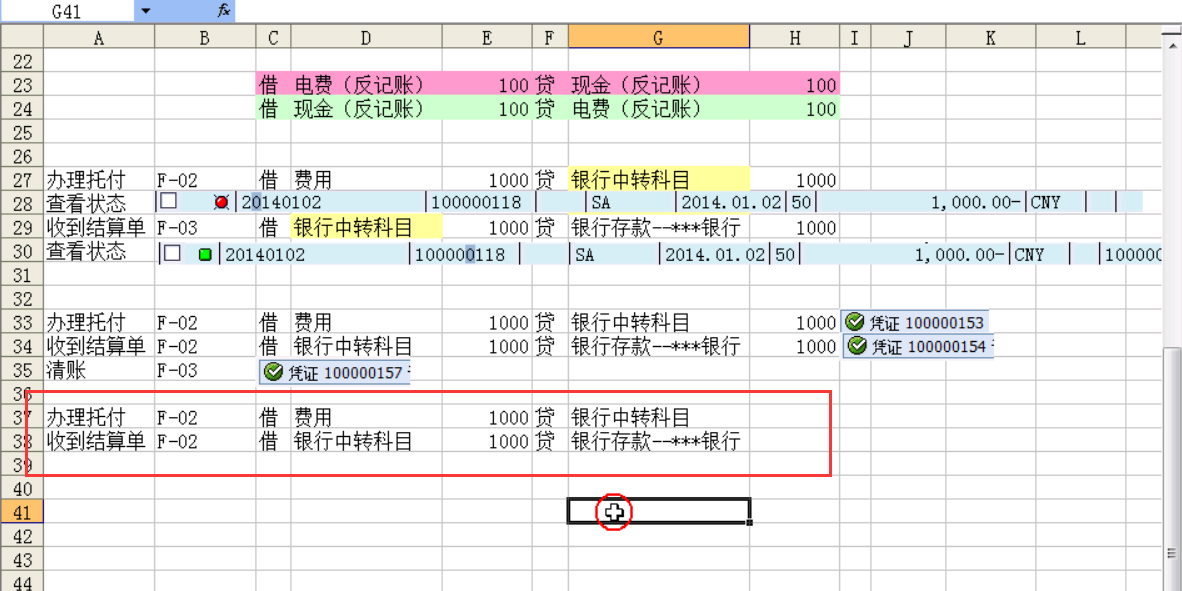 G41 fx
A B C D E F G H I J K L
22
23 借 电费（反记账） 100 贷 现金（反记账） 100
24 借 现金（反记账） 100 贷 电费（反记账） 100
25
26
27 办理托付 F-02 借 费用 1000 贷 银行中转科目 1000
28 查看状态 20140102 100000118 SA 2014.01.02 50 1,000.00- CNY
29 收到结算单 F-03 借 银行中转科目 1000 贷 银行存款--***银行 1000
30 查看状态 20140102 100000118 SA 2014.01.02 50 1,000.00- CNY 100000
31
32
33 办理托付 F-02 借 费用 1000 贷 银行中转科目 1000 凭证 100000153
34 收到结算单 F-02 借 银行中转科目 1000 贷 银行存款--***银行 1000 凭证 100000154
35 清账 F-03 凭证 100000157
36
37 办理托付 F-02 借 费用 1000 贷 银行中转科目
38 收到结算单 F-02 借 银行中转科目 1000 贷 银行存款--***银行
39
40
41
42
43
44